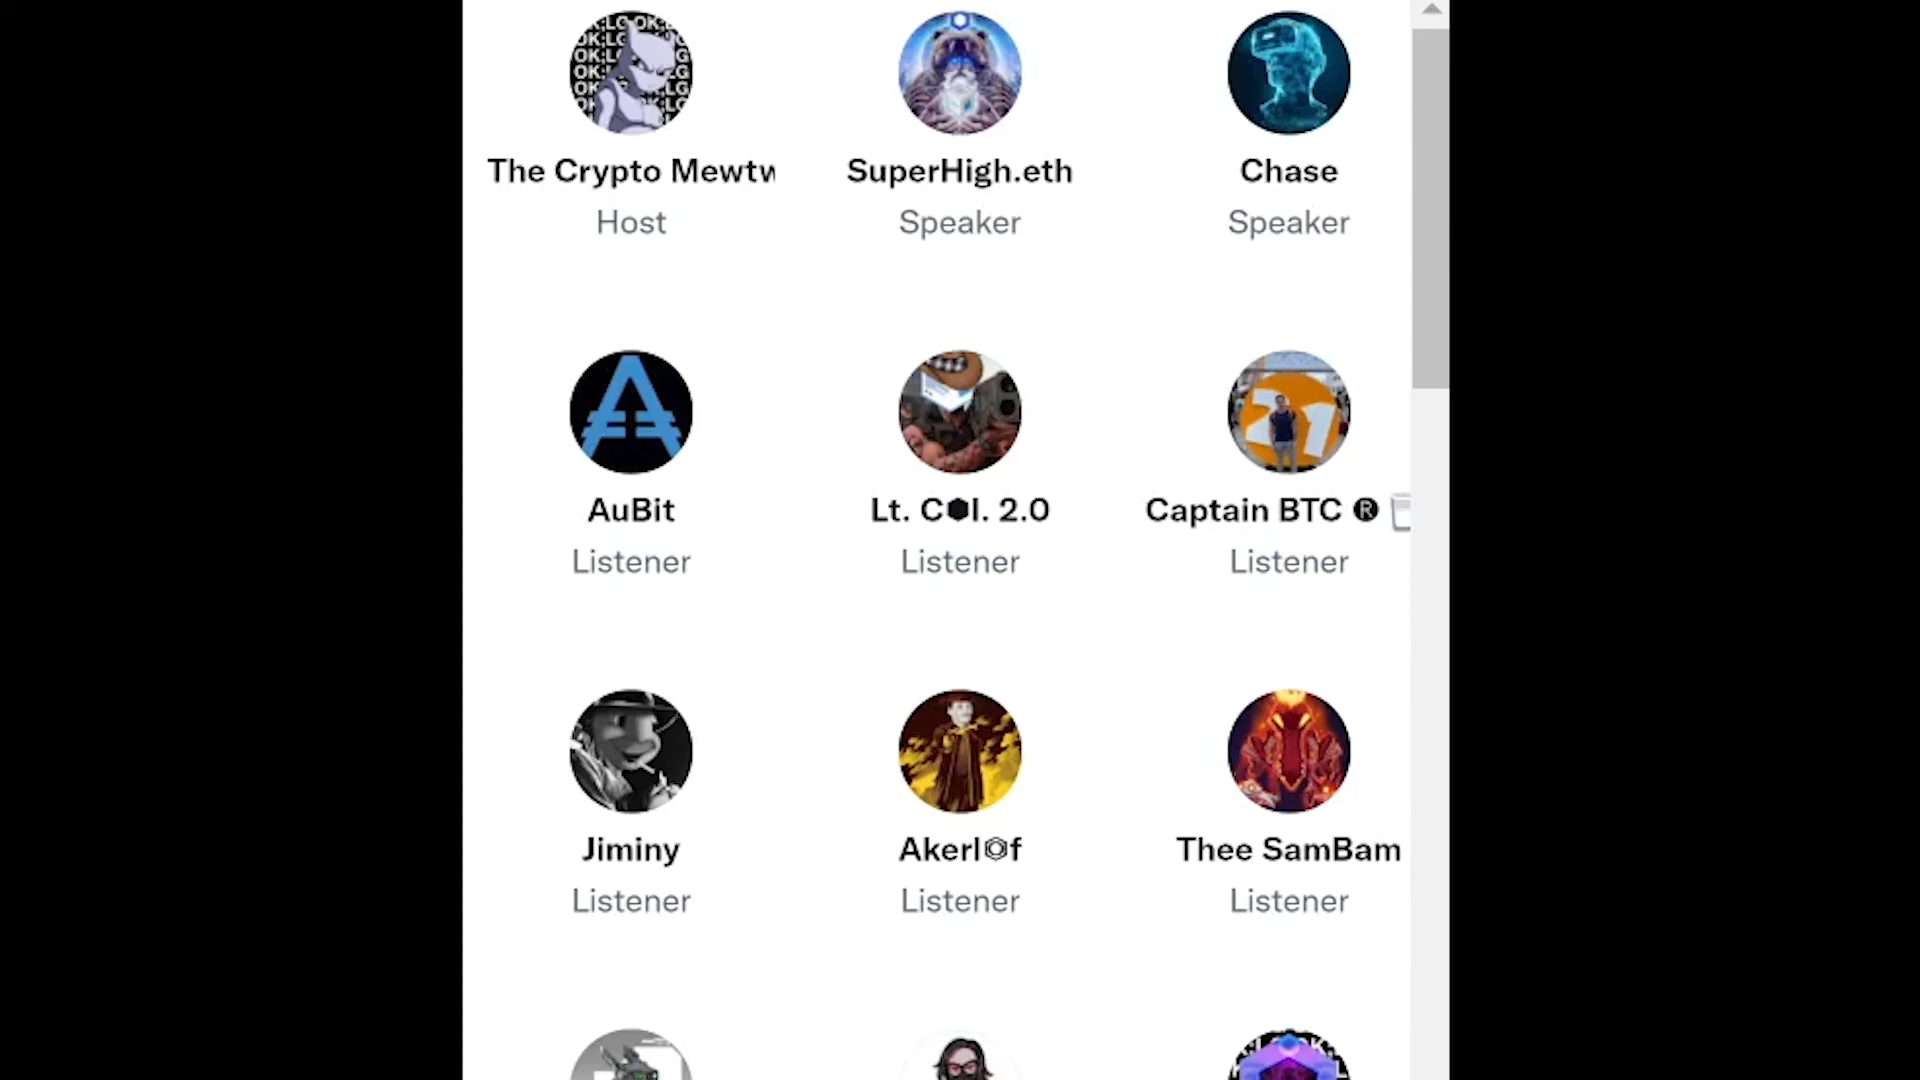 The Crypto Mewtw
SuperHigh.eth
Chase
Host
Speaker
Speaker
AuBit
Lt. C⬢l. 2.0
Captain BTC 🅡
Listener
Listener
Listener
Jiminy
Akerl⏣f
Thee SamBam
Listener
Listener
Listener